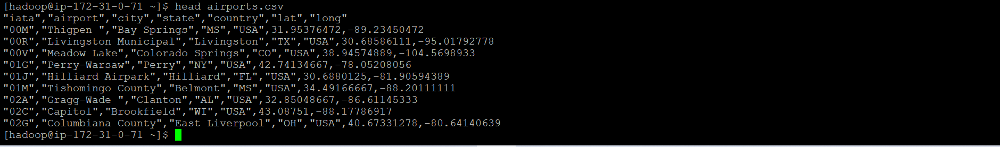 [hadoop@ip-172-31-0-71 ~]$ head airports.csv
"iata","airport","city","state","country","lat","long"
"00M","Thigpen ","Bay Springs","MS","USA",31.95376472,-89.23450472
"00R","Livingston Municipal","Livingston","TX","USA",30.68586111,-95.01792778
"00V","Meadow Lake","Colorado Springs","CO","USA",38.94574889,-104.5698933
"01G","Perry-Warsaw","Perry","NY","USA",42.74134667,-78.05208056
"01J","Hilliard Airpark","Hilliard","FL","USA",30.6880125,-81.90594389
"01M","Tishomingo County","Belmont","MS","USA",34.49166667,-88.20111111
"02A","Gragg-Wade ","Clanton","AL","USA",32.85048667,-86.61145333
"02C","Capitol","Brookfield","WI","USA",43.08751,-88.17786917
"02G","Columbiana County","East Liverpool","OH","USA",40.67331278,-80.64140639
[hadoop@ip-172-31-0-71 ~]$